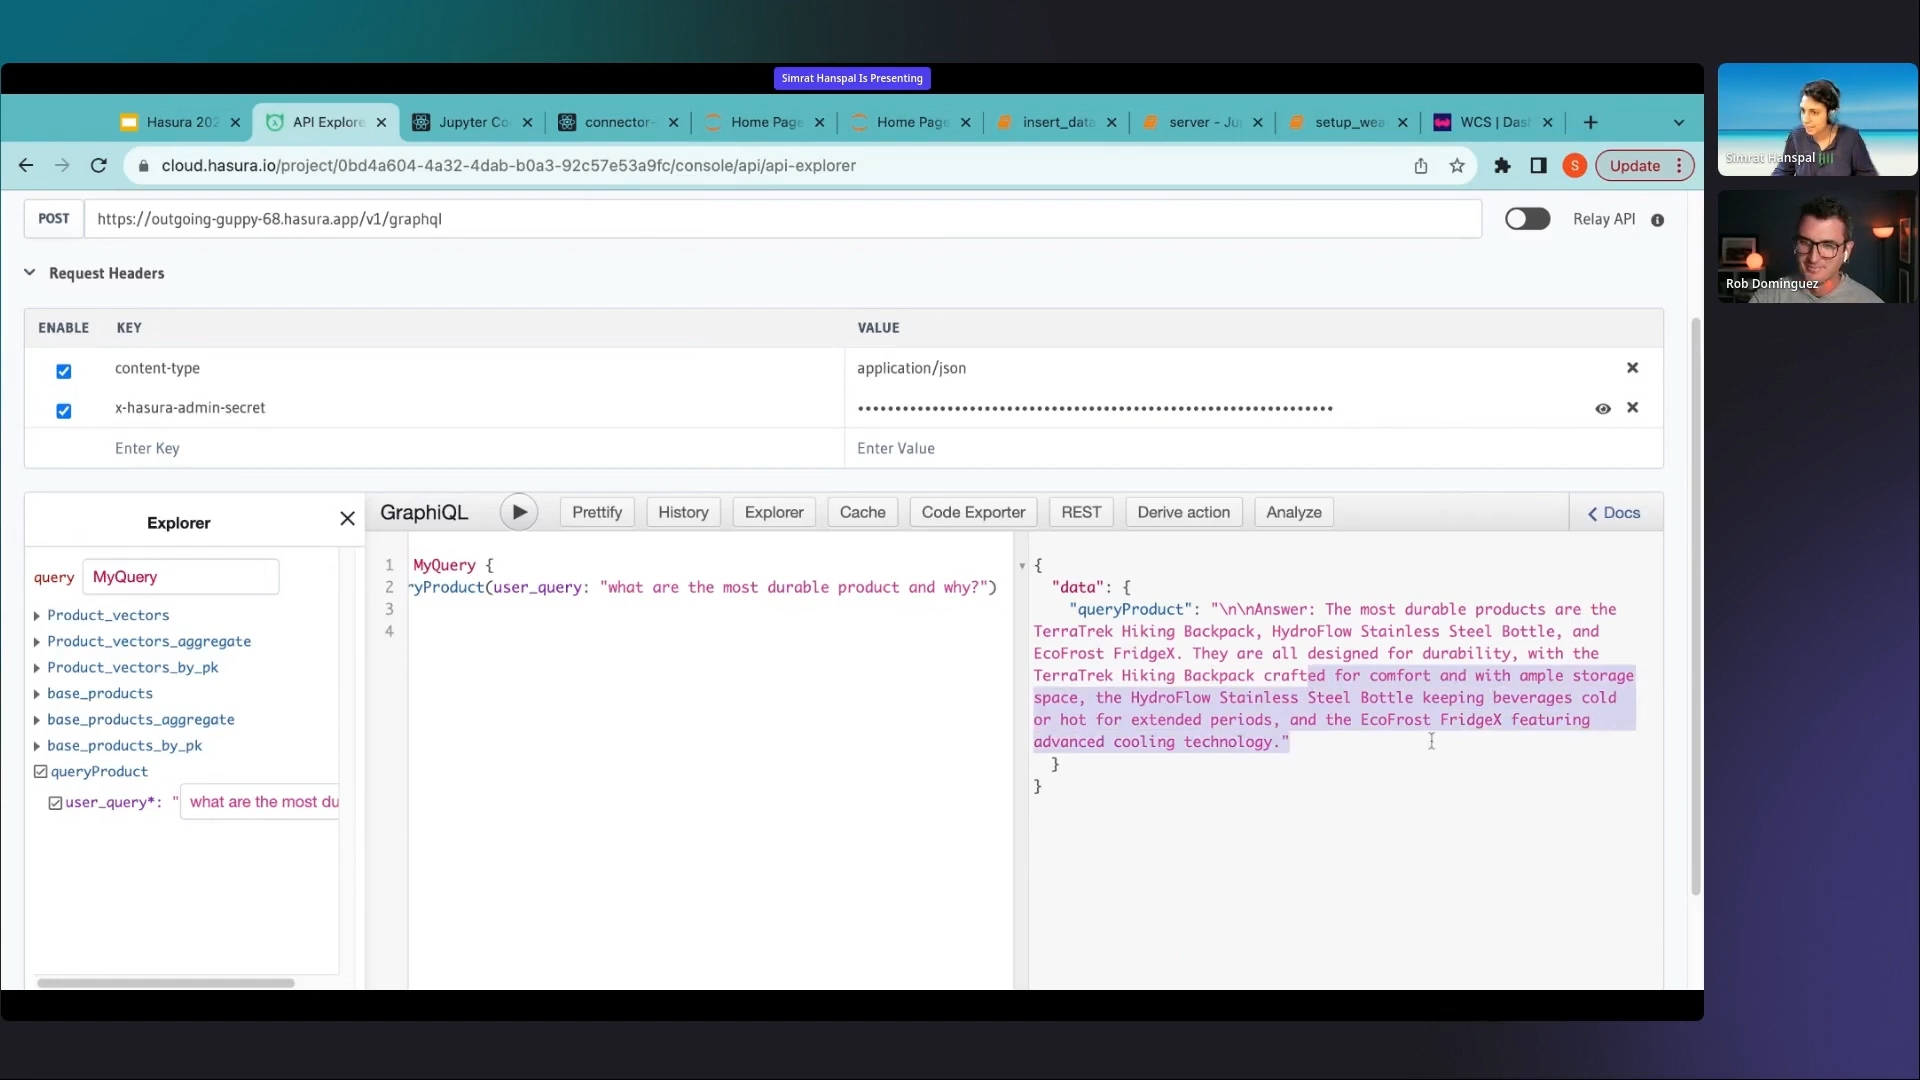 Simrat Hanspal Is Presenting
Hasura 202
API Explore
Jupyter Co
connector-
Home Page
Home Page
insert_data
server - Ju
setup_wea
WCS | Das
cloud.hasura.io/project/0bd4a604-4a32-4dab-b0a3-92c57e53a9fc/console/api/api-explorer
S
Update
POST
https://outgoing-guppy-68.hasura.app/v1/graphql
Relay API
Request Headers
ENABLE KEY VALUE
content-type application/json
x-hasura-admin-secret ••••••••••••••••••••••••••••••••••••••••••••••••••••••••••••••••
Enter Key Enter Value
Explorer
query MyQuery
Product_vectors
Product_vectors_aggregate
Product_vectors_by_pk
base_products
base_products_aggregate
base_products_by_pk
queryProduct
user_query*: " what are the most du
GraphiQL Prettify History Explorer Cache Code Exporter REST Derive action Analyze Docs
1 MyQuery {
2 ryProduct(user_query: "what are the most durable product and why?")
3
4
{
"data": {
"queryProduct": "\n\nAnswer: The most durable products are the
TerraTrek Hiking Backpack, HydroFlow Stainless Steel Bottle, and
EcoFrost FridgeX. They are all designed for durability, with the
TerraTrek Hiking Backpack crafted for comfort and with ample storage
space, the HydroFlow Stainless Steel Bottle keeping beverages cold
or hot for extended periods, and the EcoFrost FridgeX featuring
advanced cooling technology."
}
}
Simrat Hanspal
Rob Dominguez